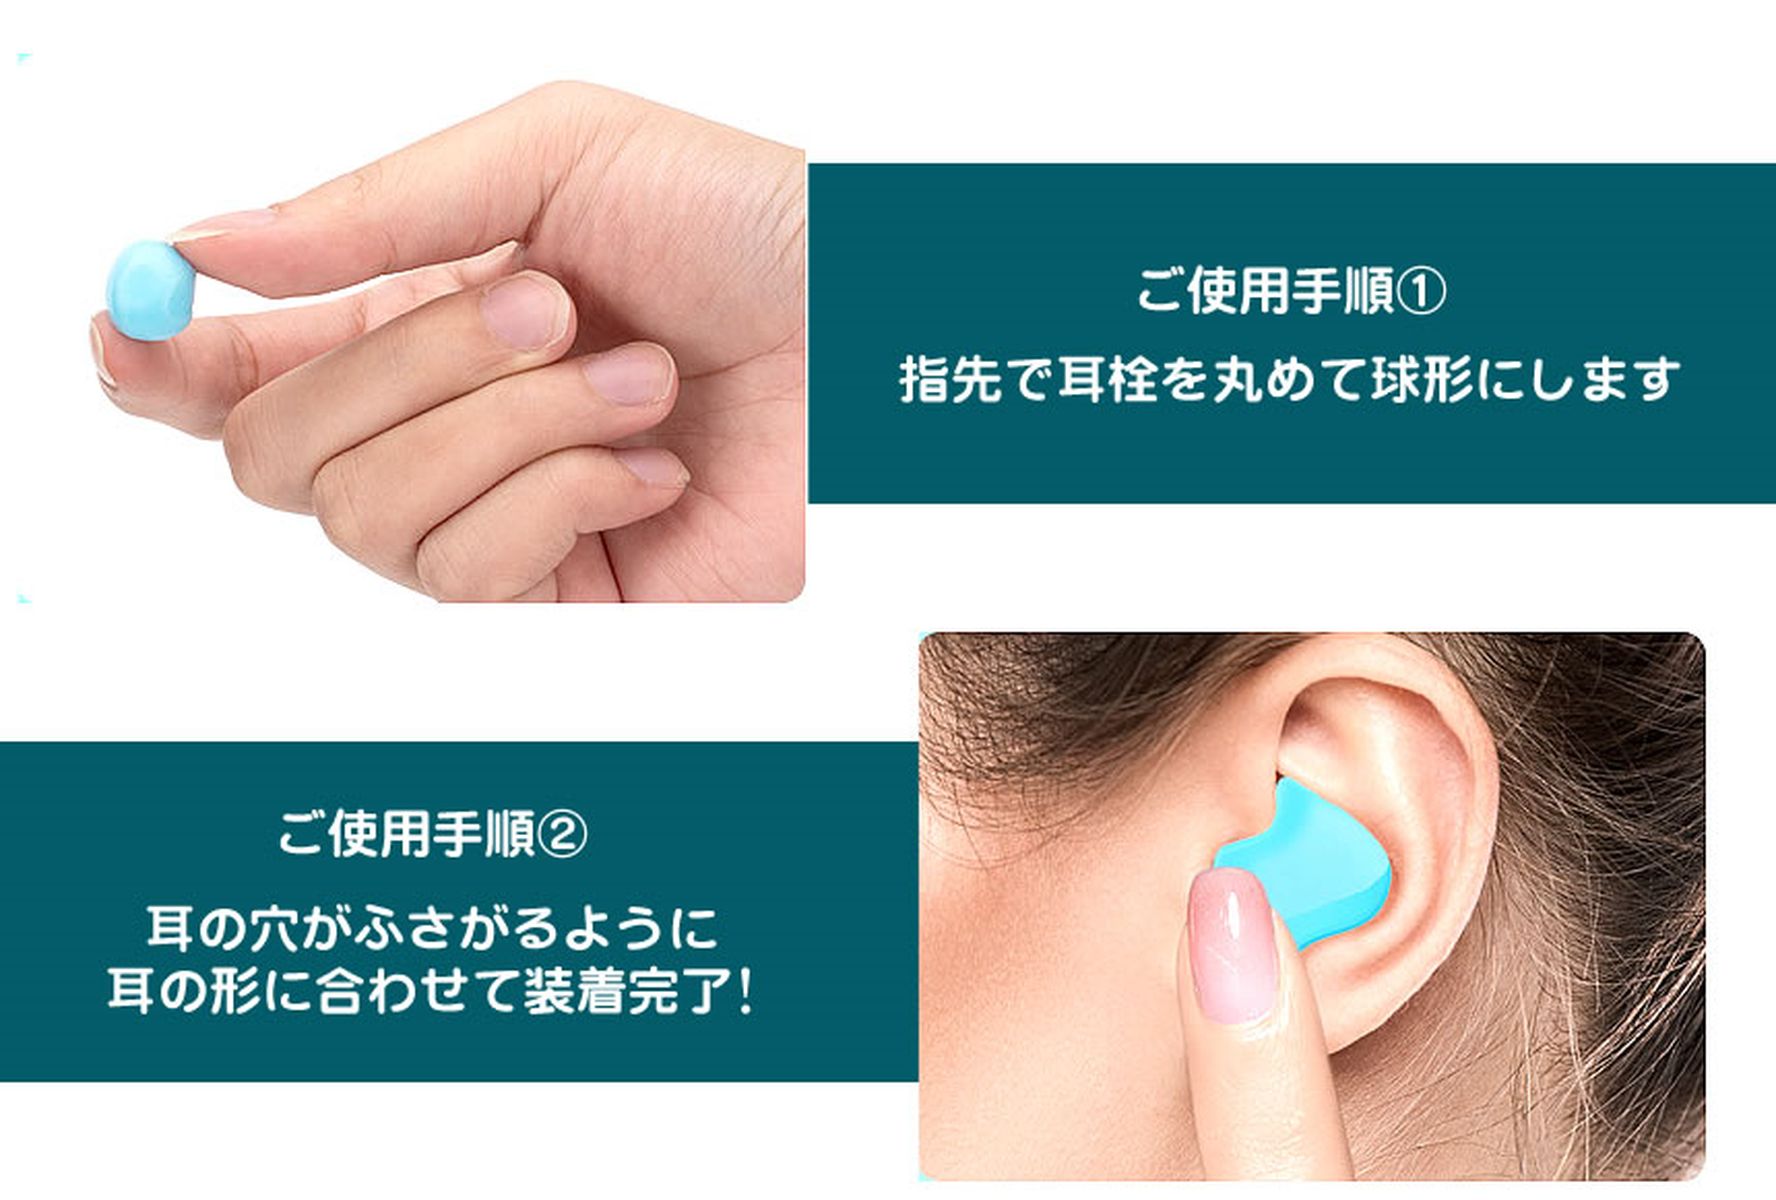 ご使用手順①
指先で耳栓を丸めて球形にします
ご使用手順②
耳の穴がふさがるように
耳の形に合わせて装着完了!